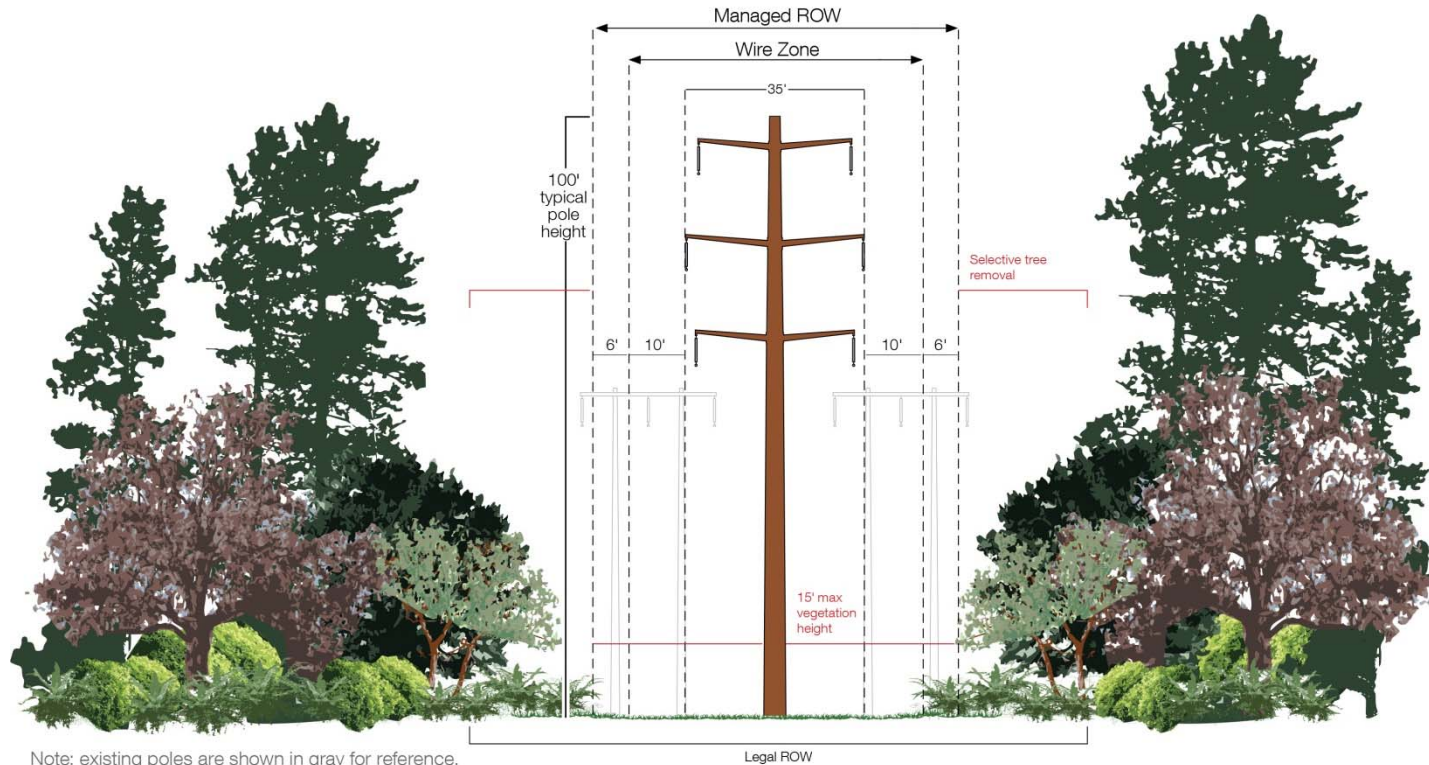 Managed ROW
Wire Zone
35'
100'
typical
pole
height
Selective tree
removal
6'
10'
10'
6'
15' max
vegetation
height
Legal ROW
Note: existing poles are shown in gray for reference.